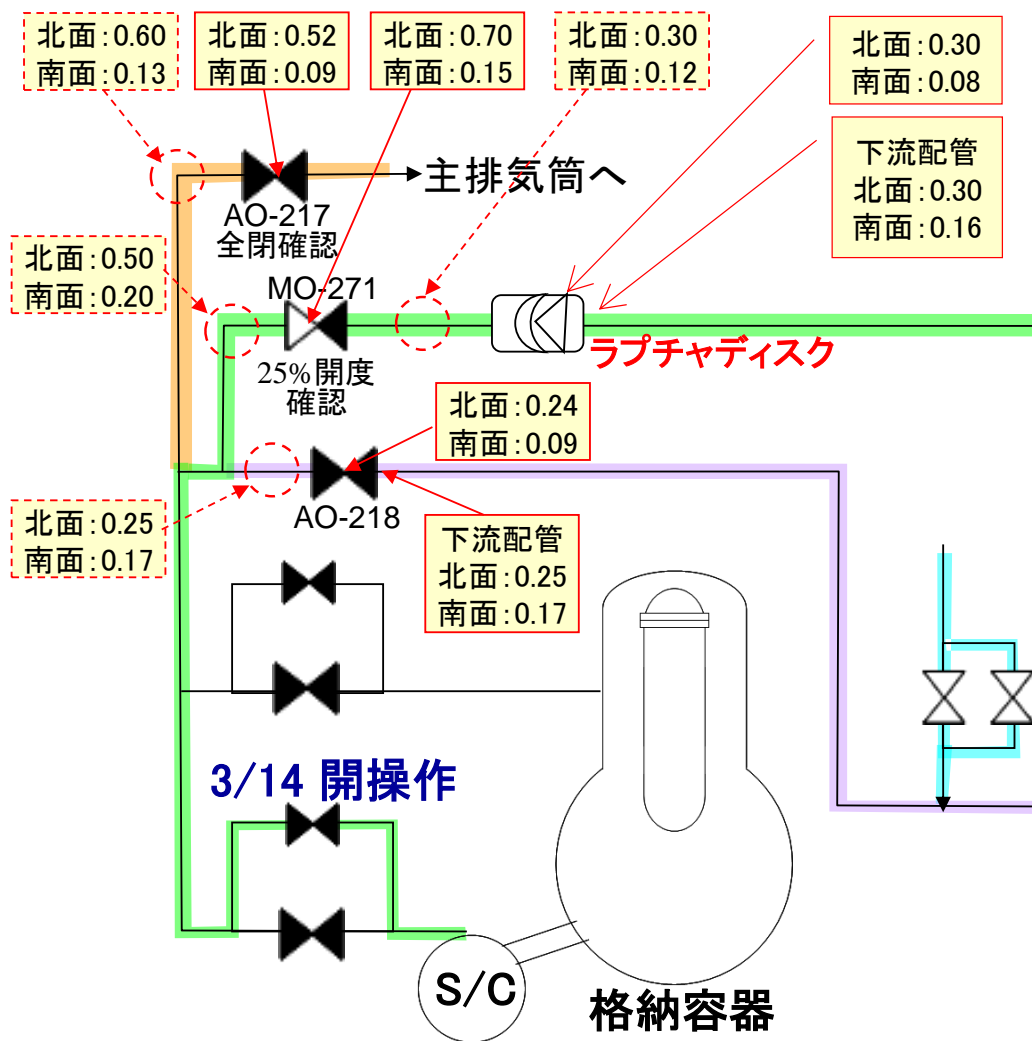 北面:0.60
南面:0.13
北面:0.52
南面:0.09
北面:0.70
南面:0.15
北面:0.30
南面:0.12
北面:0.30
南面:0.08
下流配管
北面:0.30
南面:0.16
主排気筒へ
AO-217
全閉確認
北面:0.50
南面:0.20
MO-271
25%開度
確認
ラプチャディスク
北面:0.24
南面:0.09
AO-218
北面:0.25
南面:0.17
下流配管
北面:0.25
南面:0.17
3/14 開操作
S/C
格納容器